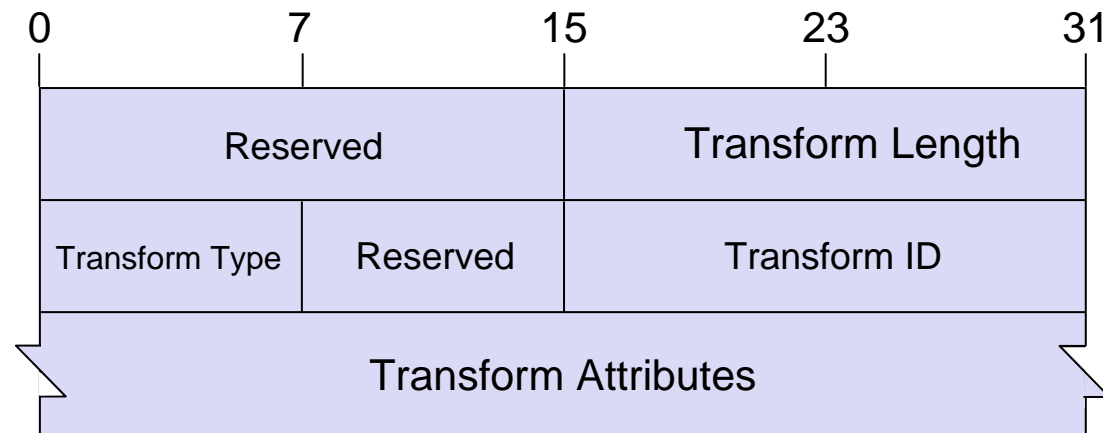 0 7 15 23 31
Reserved Transform Length
Transform Type Reserved Transform ID
Transform Attributes